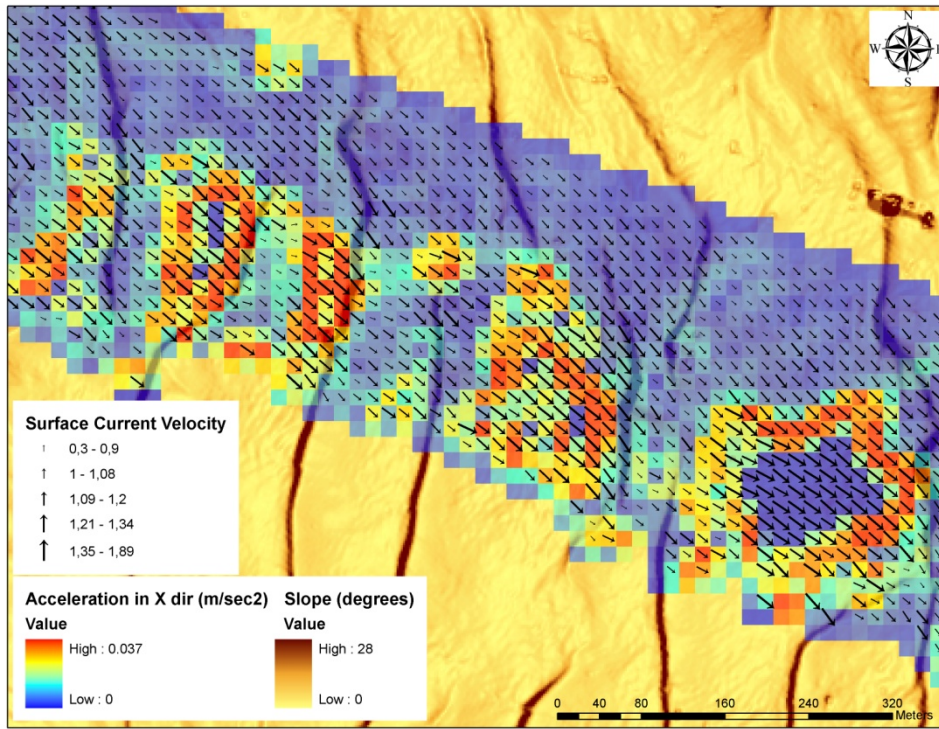 N
W
E
S
Surface Current Velocity
0,3 - 0,9
1 - 1,08
1,09 - 1,2
1,21 - 1,34
1,35 - 1,89
Acceleration in X dir (m/sec2)
Value
High : 0.037
Low : 0
Slope (degrees)
Value
High : 28
Low : 0
0 40 80 160 240 320
Meters